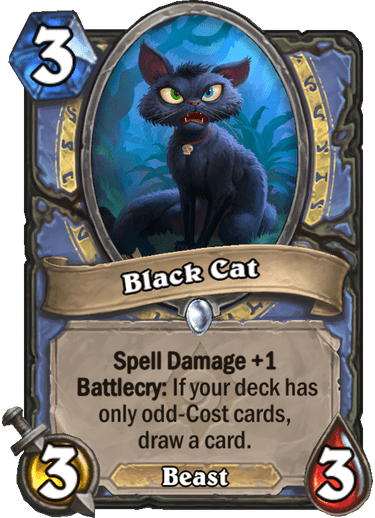 3
Black Cat
Spell Damage +1
Battlecry: If your deck has
only odd-Cost cards,
draw a card.
3
Beast
3